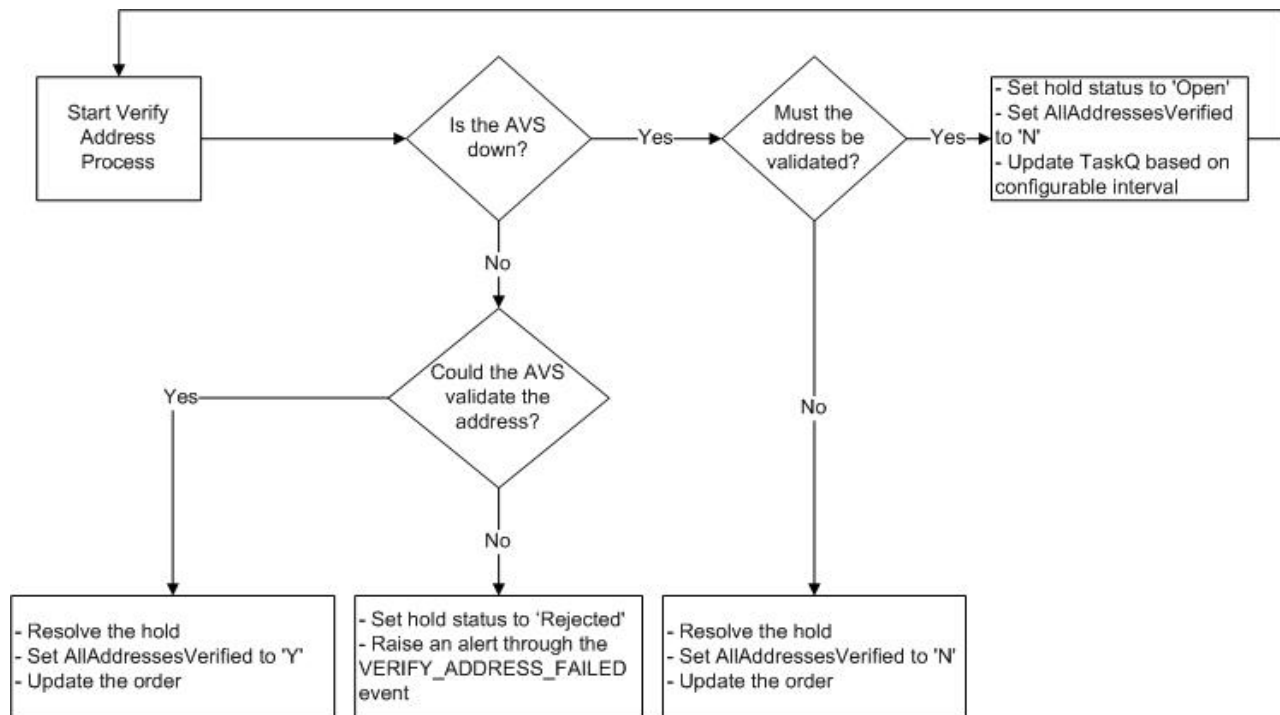 Start Verify
Address
Process
Is the AVS
down?
Yes
Must the
address be
validated?
Yes
- Set hold status to 'Open'
- Set AllAddressesVerified
to 'N'
- Update TaskQ based on
configurable interval
No
Could the AVS
validate the
address?
Yes
No
No
- Resolve the hold
- Set AllAddressesVerified to 'Y'
- Update the order
- Set hold status to 'Rejected'
- Raise an alert through the
VERIFY_ADDRESS_FAILED
event
- Resolve the hold
- Set AllAddressesVerified to 'N'
- Update the order